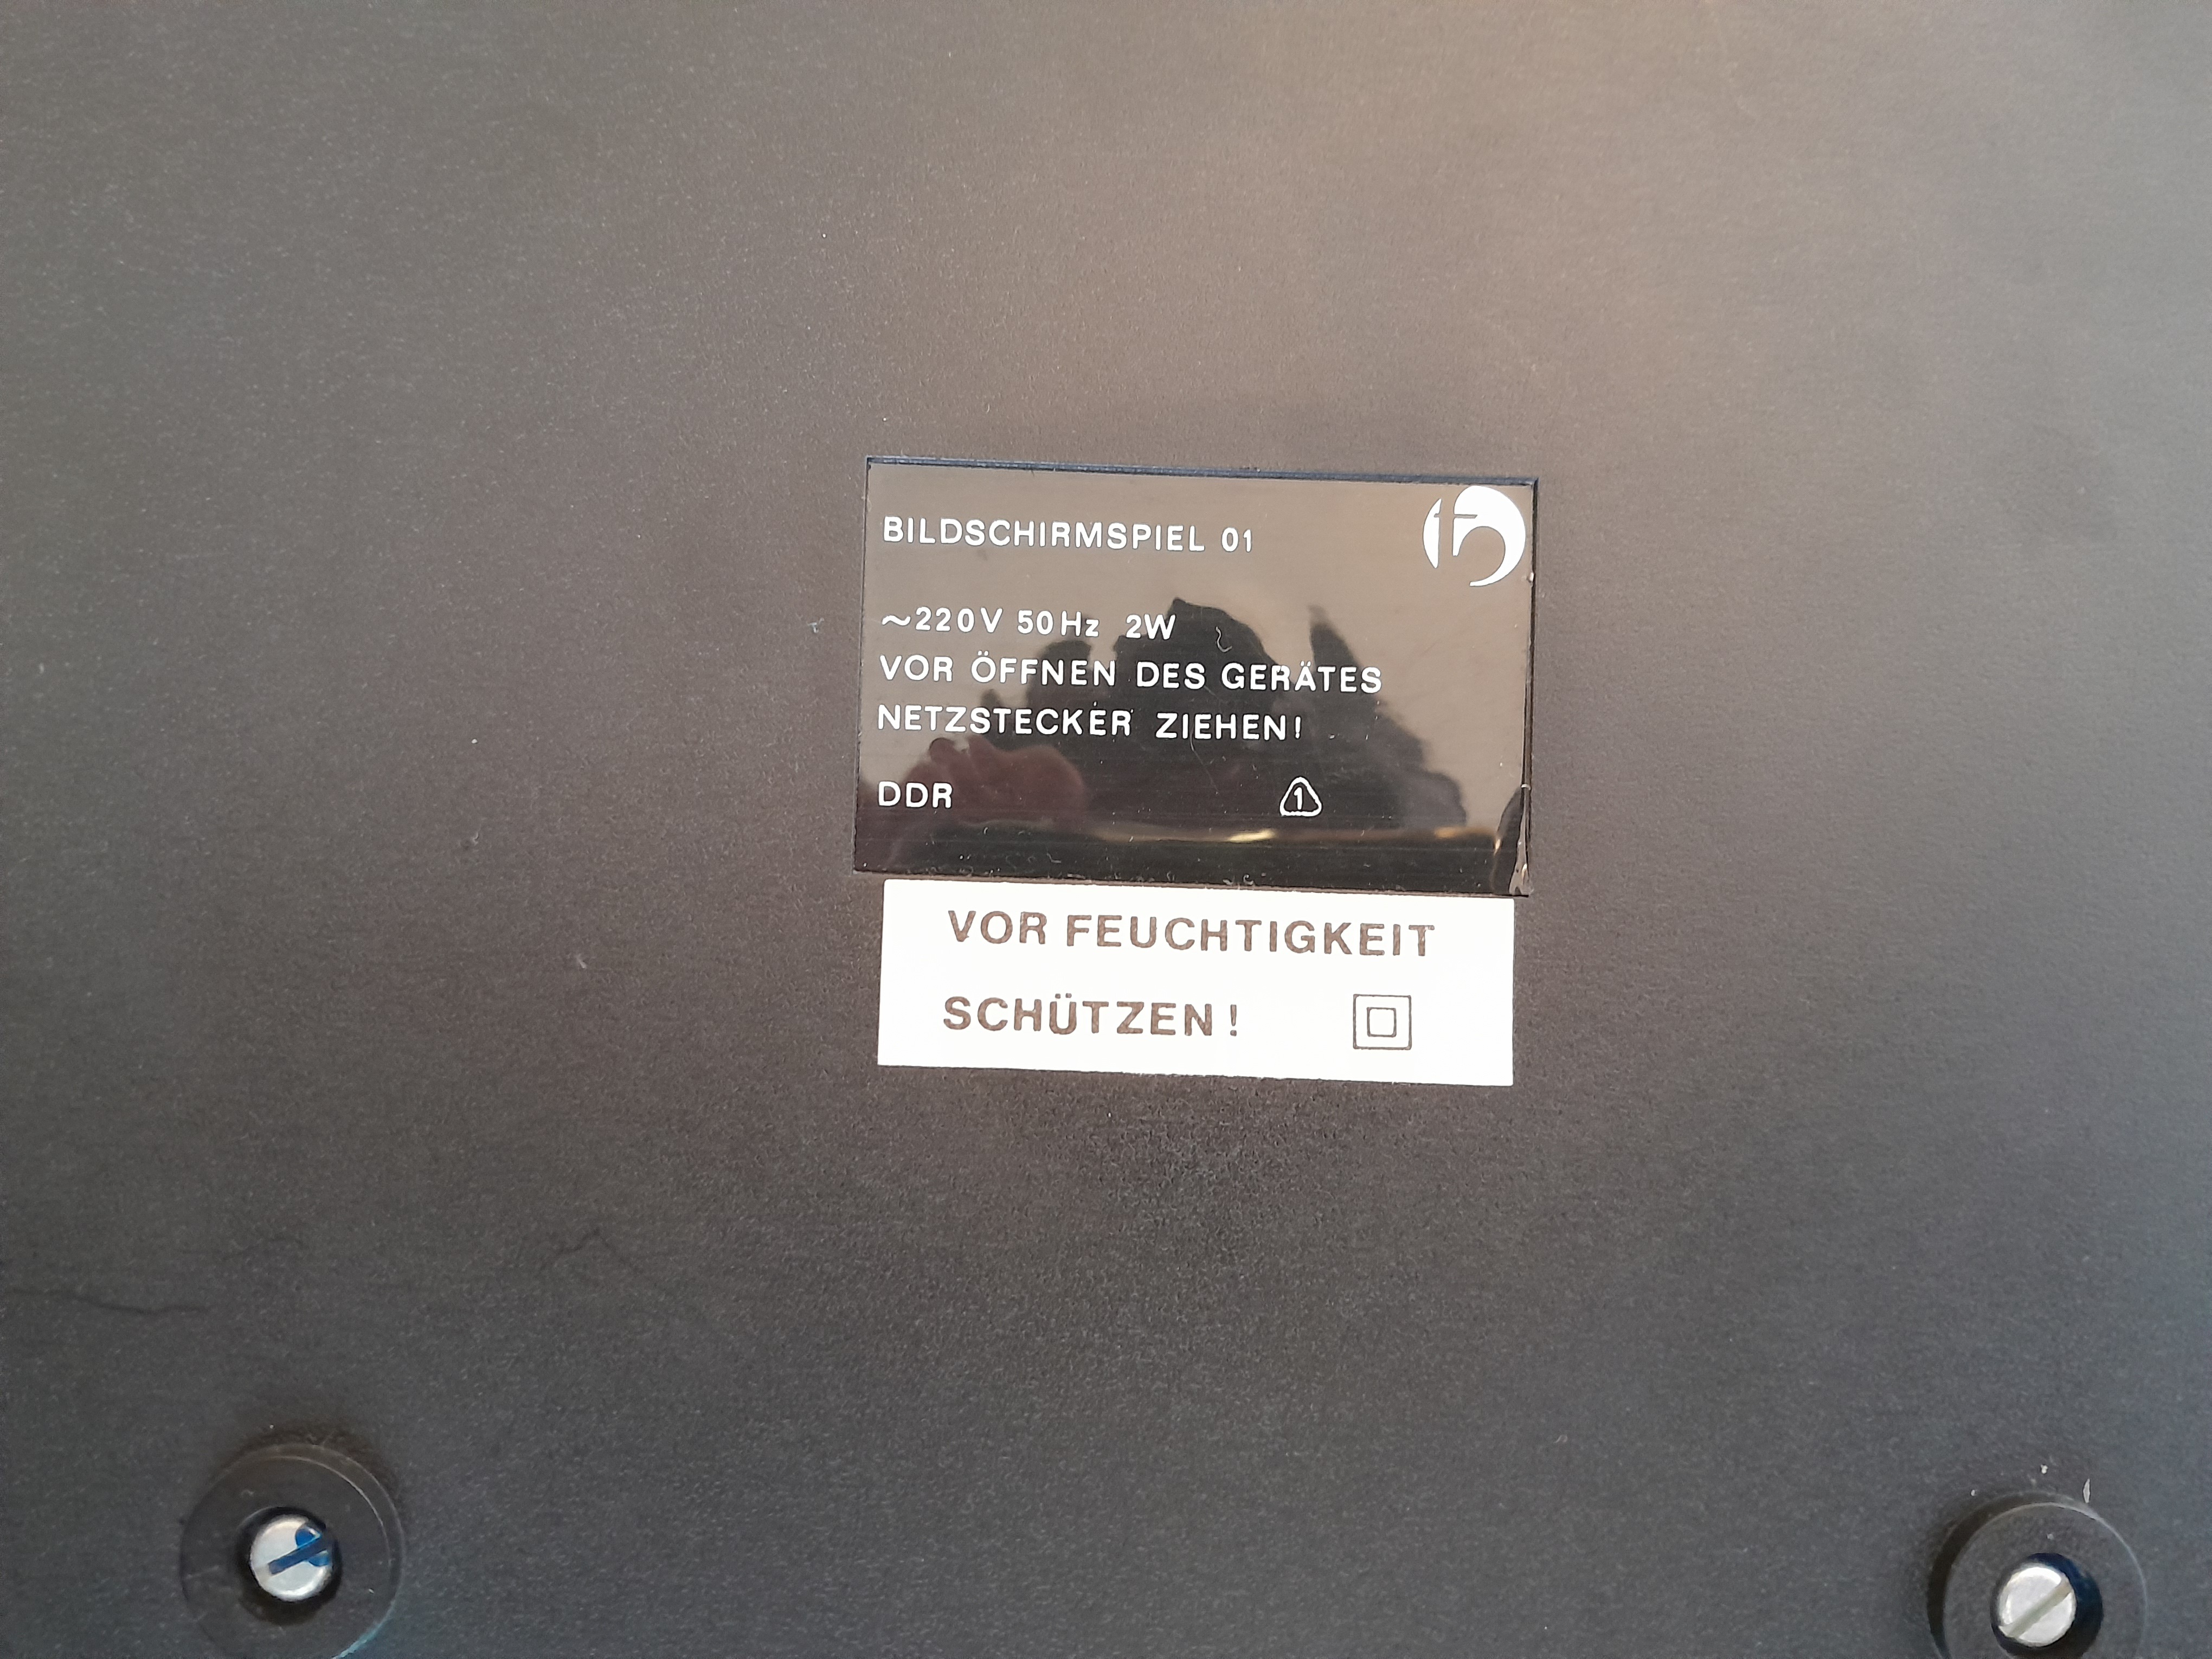 BILDSCHIRMSPIEL 01
~220V 50Hz 2W
VOR ÖFFNEN DES GERÄTES
NETZSTECKER ZIEHEN!
DDR 1
VOR FEUCHTIGKEIT
SCHÜTZEN!